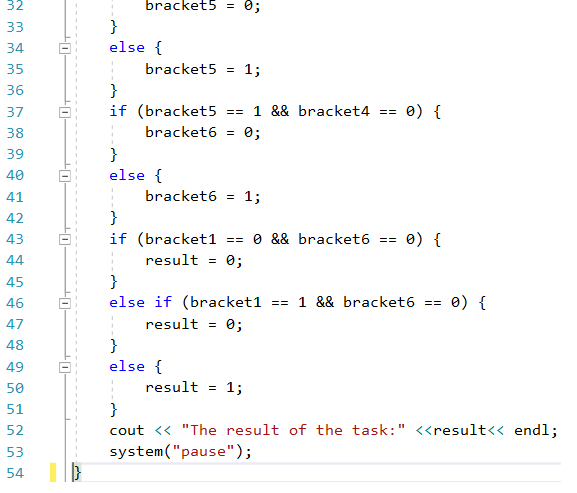 32 bracket5 = 0;
33 }
34 else {
35 bracket5 = 1;
36 }
37 if (bracket5 == 1 && bracket4 == 0) {
38 bracket6 = 0;
39 }
40 else {
41 bracket6 = 1;
42 }
43 if (bracket1 == 0 && bracket6 == 0) {
44 result = 0;
45 }
46 else if (bracket1 == 1 && bracket6 == 0) {
47 result = 0;
48 }
49 else {
50 result = 1;
51 }
52 cout << "The result of the task:" <<result<< endl;
53 system("pause");
54 }